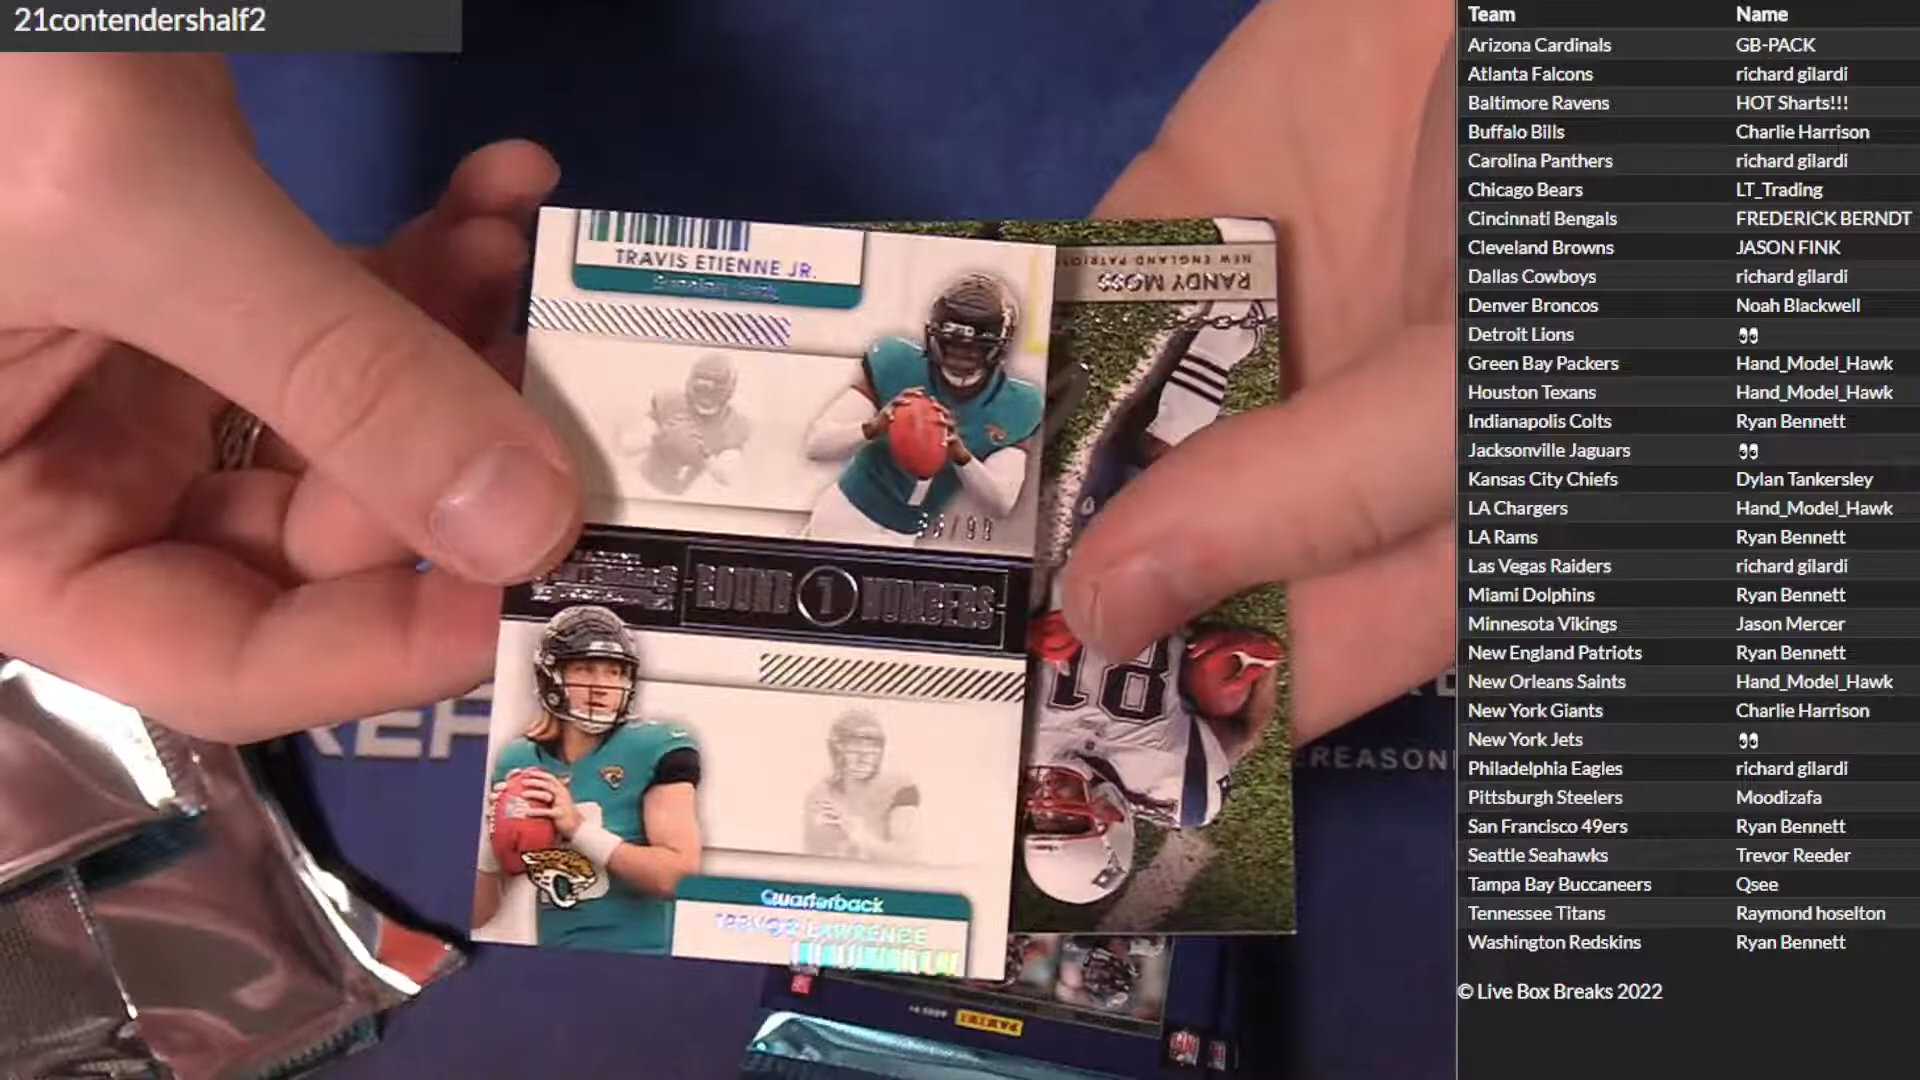 21contendershalf2
TRAVIS ETIENNE JR.
RANDY MOSS
NEW ENGLAND PATRIOTS
ROUND 1 NUMBERS
81
Quarterback
TREVOR LAWRENCE
PANINI
REASON
Team Name
Arizona Cardinals GB-PACK
Atlanta Falcons richard gilardi
Baltimore Ravens HOT Sharts!!!
Buffalo Bills Charlie Harrison
Carolina Panthers richard gilardi
Chicago Bears LT_Trading
Cincinnati Bengals FREDERICK BERNDT
Cleveland Browns JASON FINK
Dallas Cowboys richard gilardi
Denver Broncos Noah Blackwell
Detroit Lions 👀
Green Bay Packers Hand_Model_Hawk
Houston Texans Hand_Model_Hawk
Indianapolis Colts Ryan Bennett
Jacksonville Jaguars 👀
Kansas City Chiefs Dylan Tankersley
LA Chargers Hand_Model_Hawk
LA Rams Ryan Bennett
Las Vegas Raiders richard gilardi
Miami Dolphins Ryan Bennett
Minnesota Vikings Jason Mercer
New England Patriots Ryan Bennett
New Orleans Saints Hand_Model_Hawk
New York Giants Charlie Harrison
New York Jets 👀
Philadelphia Eagles richard gilardi
Pittsburgh Steelers Moodizafa
San Francisco 49ers Ryan Bennett
Seattle Seahawks Trevor Reeder
Tampa Bay Buccaneers Qsee
Tennessee Titans Raymond hoselton
Washington Redskins Ryan Bennett
© Live Box Breaks 2022